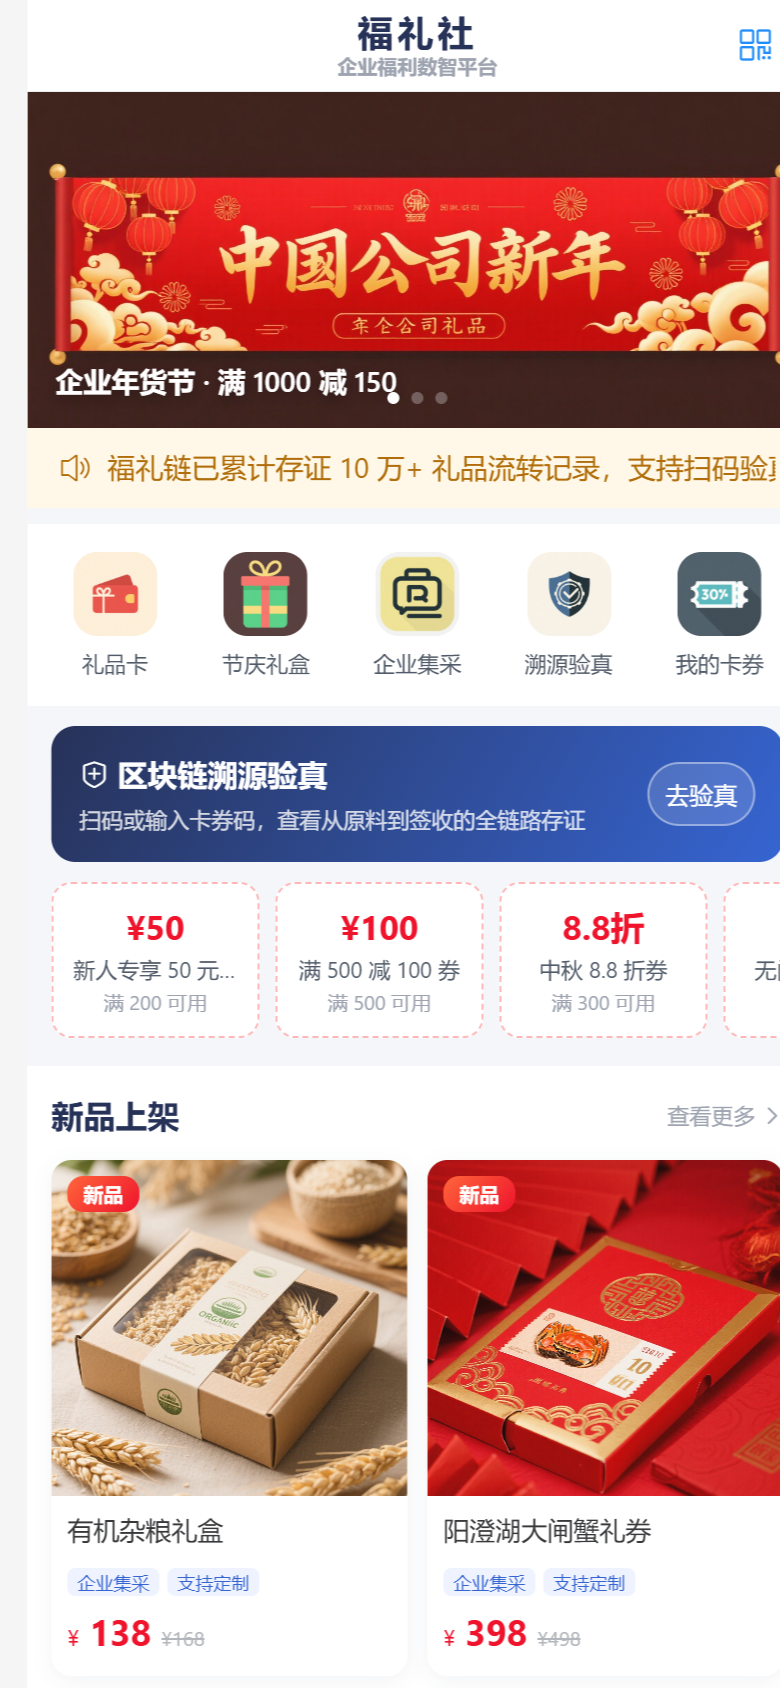 福礼社
企业福利数智平台
中国公司新年
年仝公司礼品
企业年货节 · 满 1000 减 150
福礼链已累计存证 10 万+ 礼品流转记录，支持扫码验
30%
礼品卡
节庆礼盒
企业集采
溯源验真
我的卡券
区块链溯源验真
扫码或输入卡券码，查看从原料到签收的全链路存证
去验真
¥50
¥100
8.8折
新人专享 50 元...
满 500 减 100 券
中秋 8.8 折券
无
满 200 可用
满 500 可用
满 300 可用
新品上架
查看更多
新品
新品
ORGANIC
10
有机杂粮礼盒
阳澄湖大闸蟹礼券
企业集采 支持定制
企业集采 支持定制
¥ 138 ¥168
¥ 398 ¥498